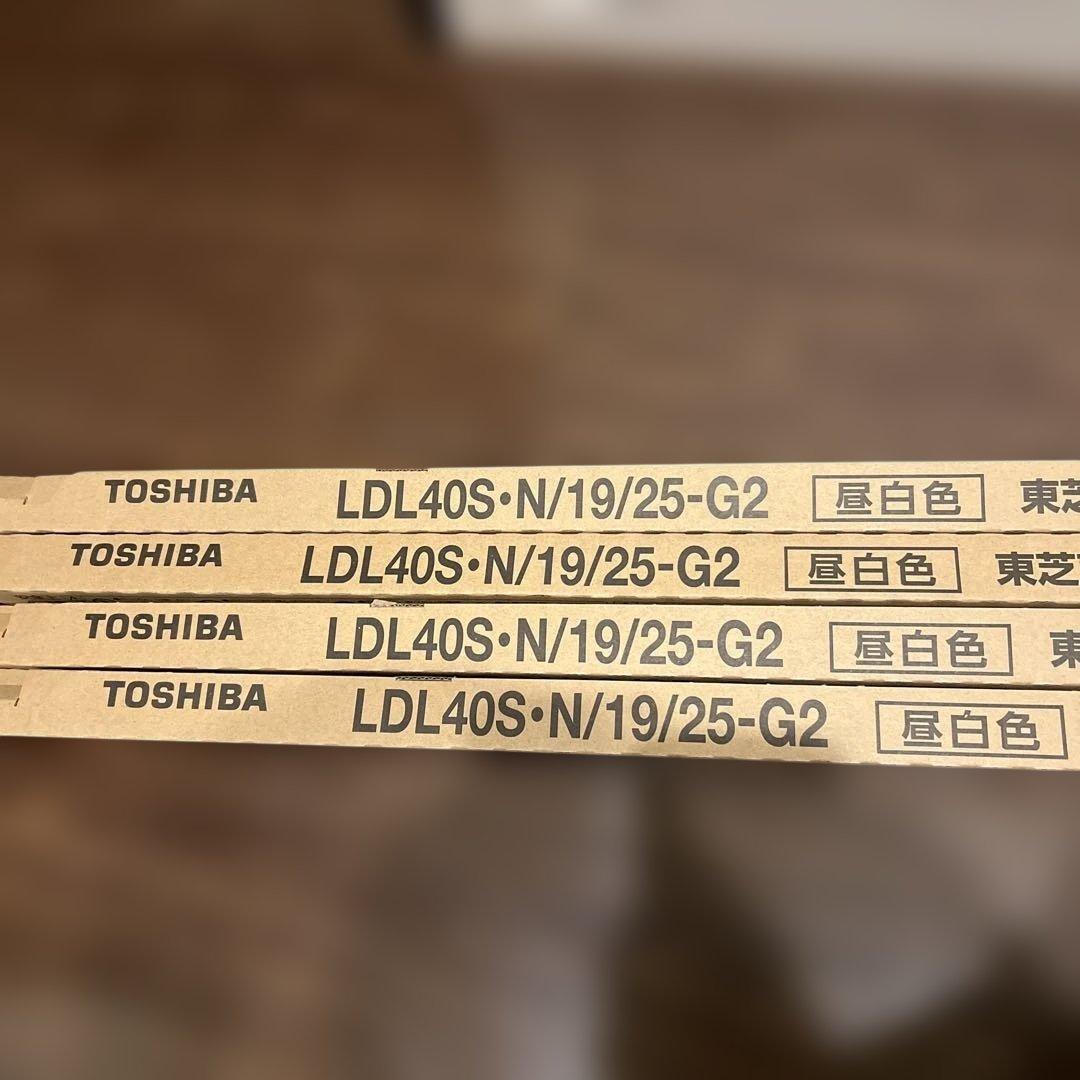 TOSHIBA LDL40S・N/19/25-G2 昼白色 東芝
TOSHIBA LDL40S・N/19/25-G2 昼白色 東芝
TOSHIBA LDL40S・N/19/25-G2 昼白色 東
TOSHIBA LDL40S・N/19/25-G2 昼白色